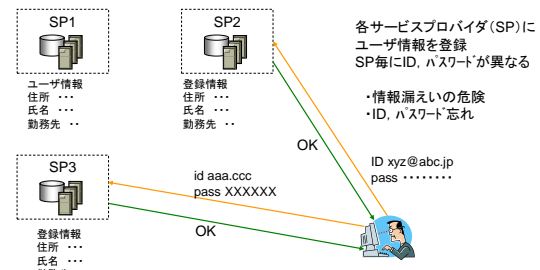 SP1
ユーザ情報
住所 ・・・
氏名 ・・・
勤務先 ・・
SP2
登録情報
住所 ・・・
氏名 ・・・
勤務先 ・・
各サービスプロバイダ(SP)に
ユーザ情報を登録
SP毎にID, パスワードが異なる
・情報漏えいの危険
・ID, パスワード忘れ
OK
ID xyz@abc.jp
pass ・・・・・・・・
SP3
id aaa.ccc
pass XXXXXX
OK
登録情報
住所 ・・・
氏名 ・・・